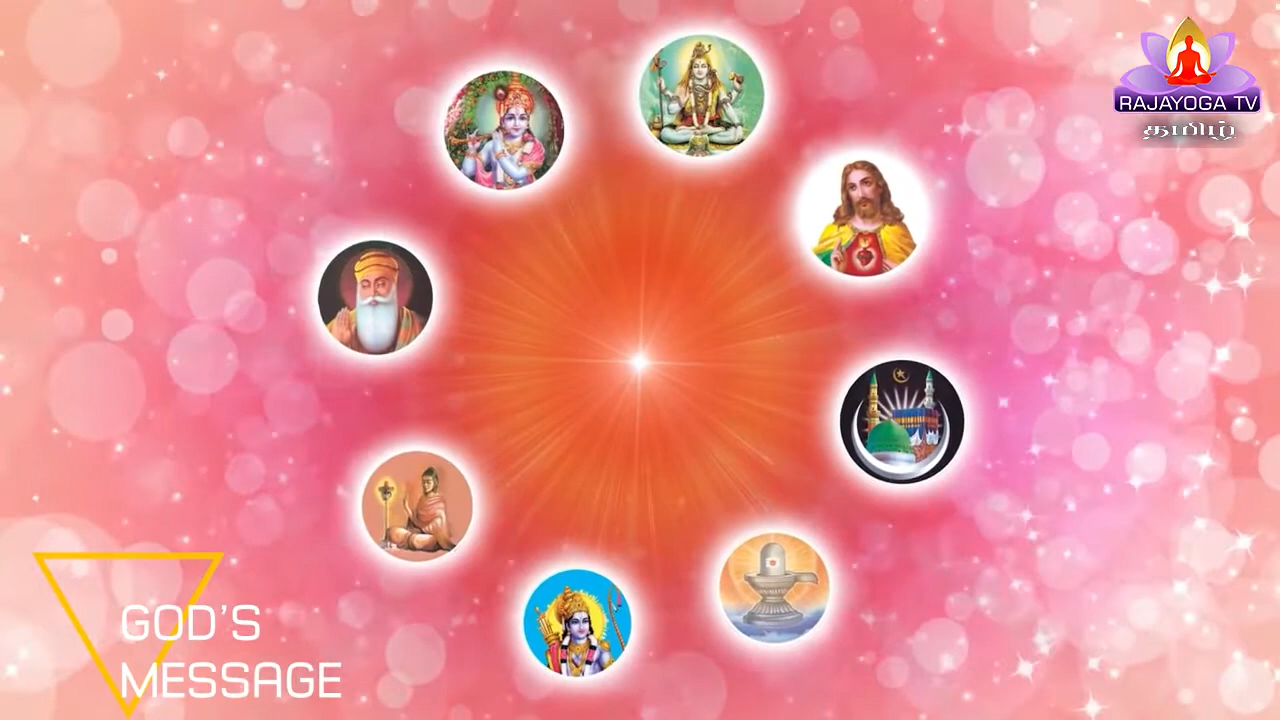 RAJAYOGA TV
தமிழ்
GOD'S
MESSAGE